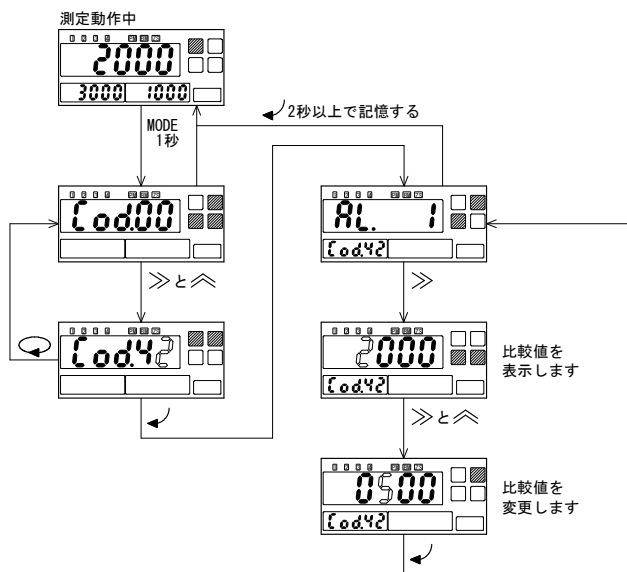 測定動作中
2000
3000 1000
MODE
1秒
2秒以上で記憶する
Cod.00
≫と︽
Cod.42
AL. 1
Cod.42
≫
2000
Cod.42
比較値を
表示します
≫と︽
0500
Cod.42
比較値を
変更します